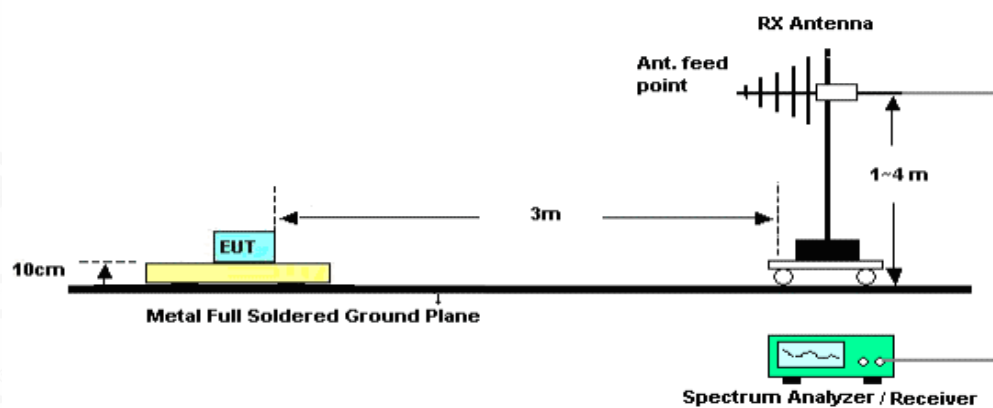 RX Antenna
Ant. feed
point
1~4 m
3m
EUT
10cm
Metal Full Soldered Ground Plane
Spectrum Analyzer / Receiver